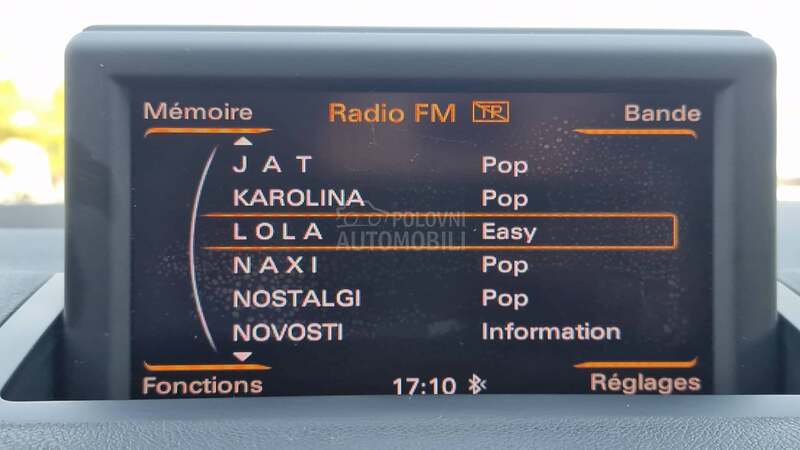 Mémoire Radio FM TP Bande
J A T Pop
KAROLINA Pop
L O L A Easy
N A X I Pop
NOSTALGI Pop
NOVOSTI Information
Fonctions 17:10 Réglages
POLOVNI
AUTOMOBILI